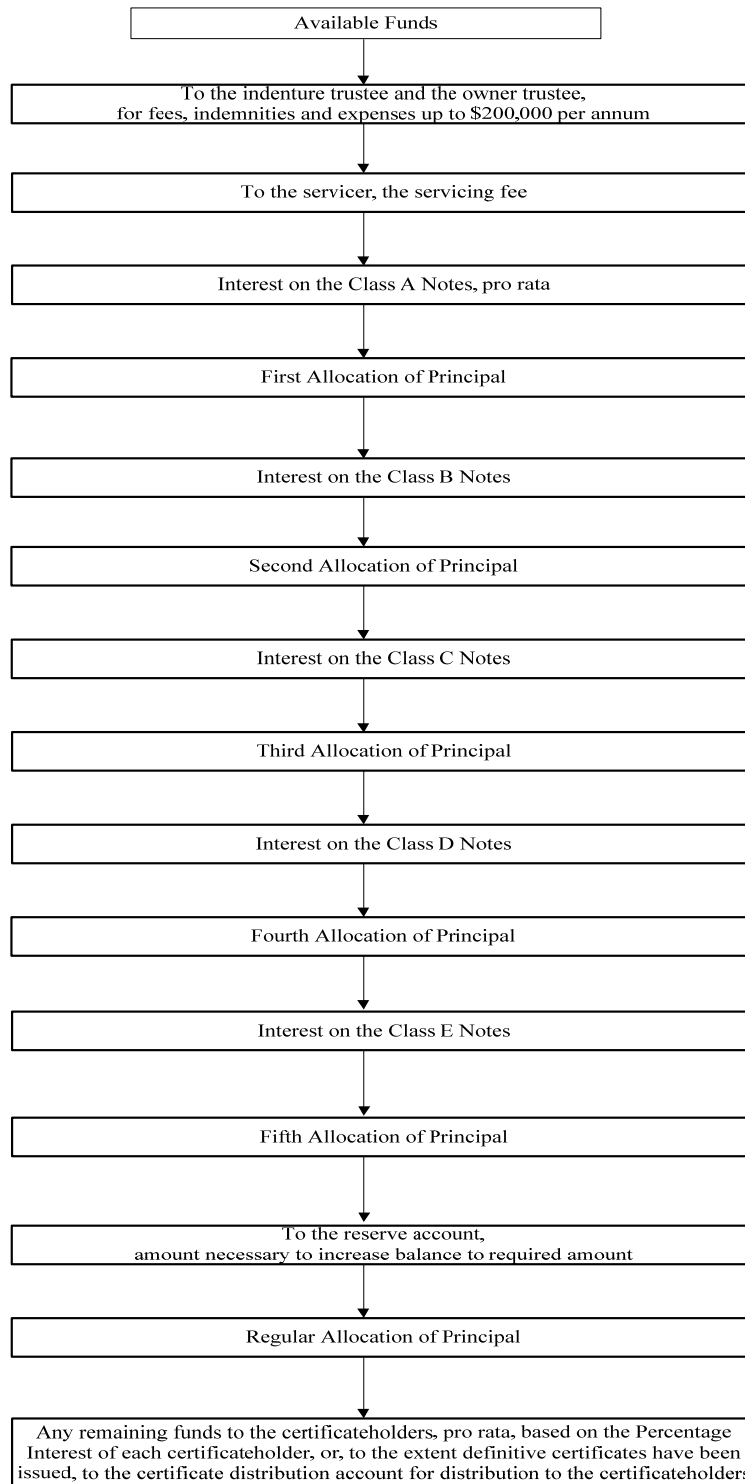 Available Funds
To the indenture trustee and the owner trustee,
for fees, indemnities and expenses up to $200,000 per annum
To the servicer, the servicing fee
Interest on the Class A Notes, pro rata
First Allocation of Principal
Interest on the Class B Notes
Second Allocation of Principal
Interest on the Class C Notes
Third Allocation of Principal
Interest on the Class D Notes
Fourth Allocation of Principal
Interest on the Class E Notes
Fifth Allocation of Principal
To the reserve account,
amount necessary to increase balance to required amount
Regular Allocation of Principal
Any remaining funds to the certificateholders, pro rata, based on the Percentage
Interest of each certificateholder, or, to the extent definitive certificates have been
issued, to the certificate distribution account for distribution to the certificateholders